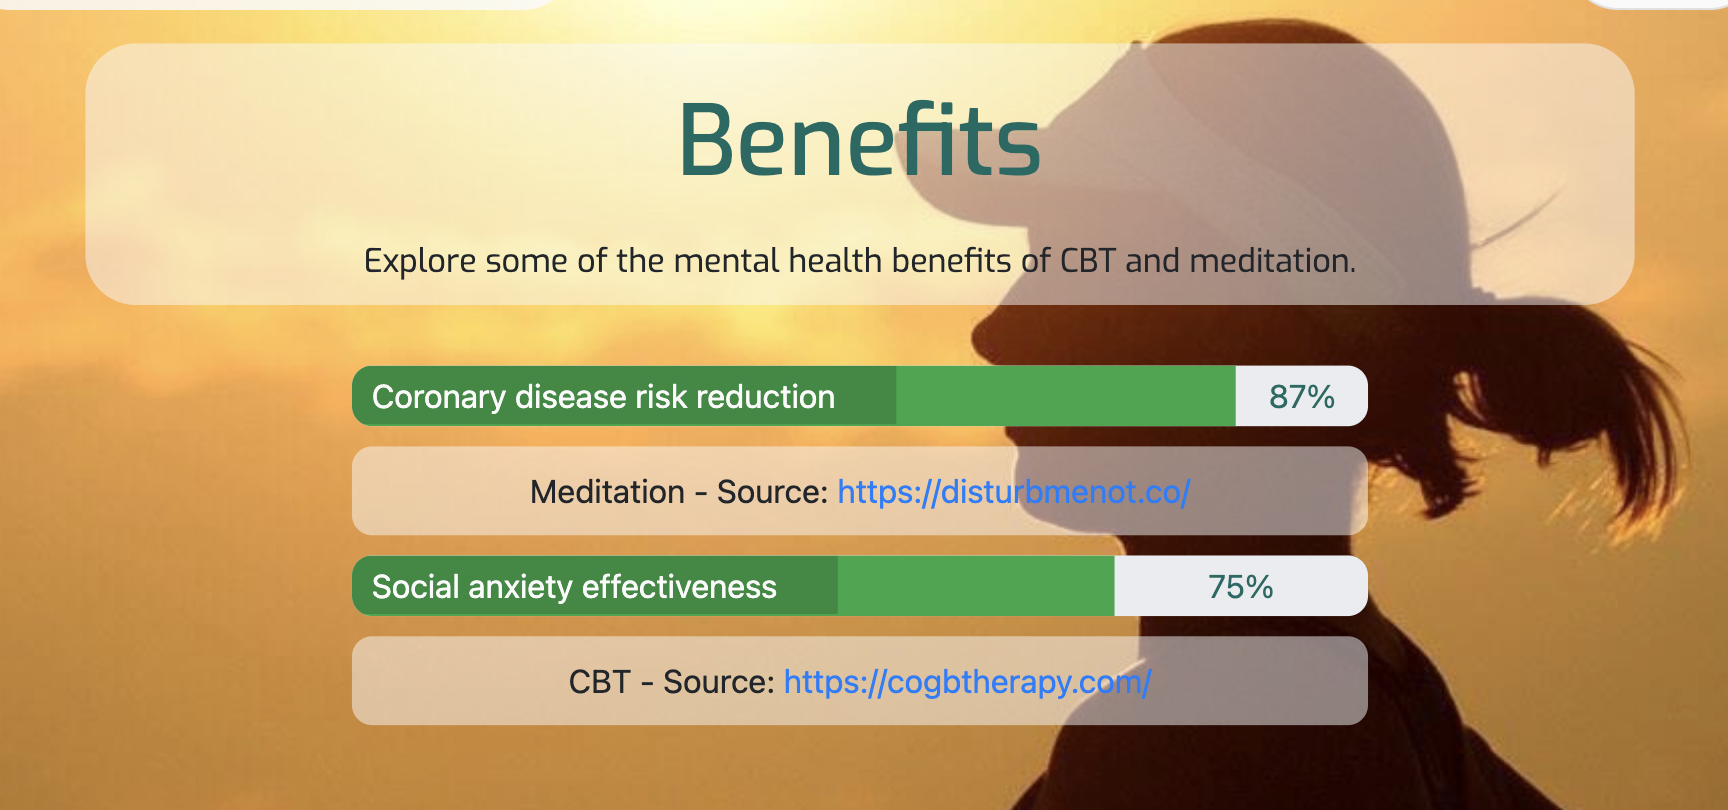 Benefits
Explore some of the mental health benefits of CBT and meditation.
Coronary disease risk reduction 87%
Meditation - Source: https://disturbmenot.co/
Social anxiety effectiveness 75%
CBT - Source: https://cogbtherapy.com/